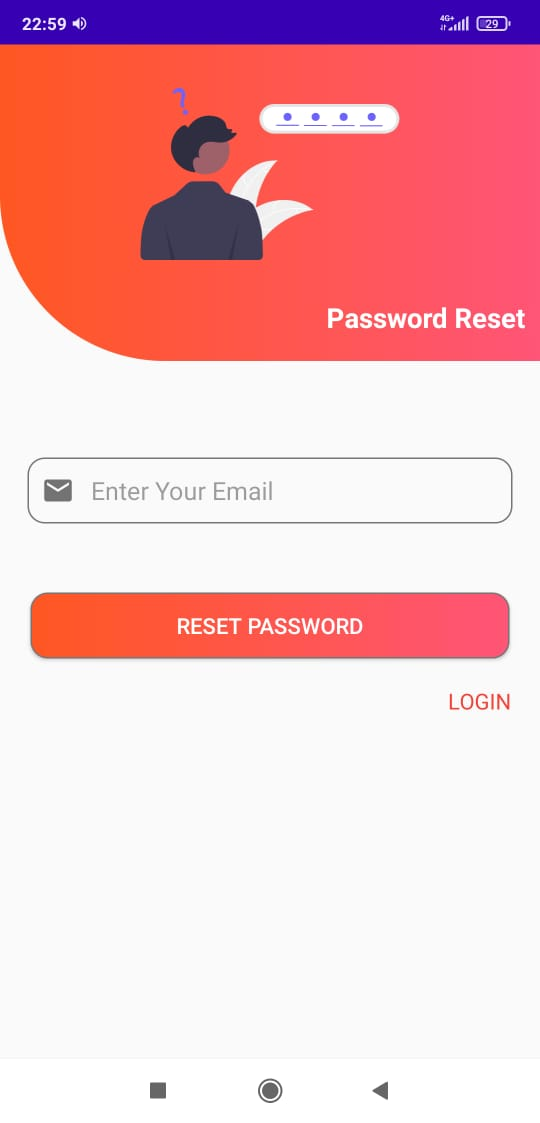 22:59
4G+
29
?
Password Reset
Enter Your Email
RESET PASSWORD
LOGIN